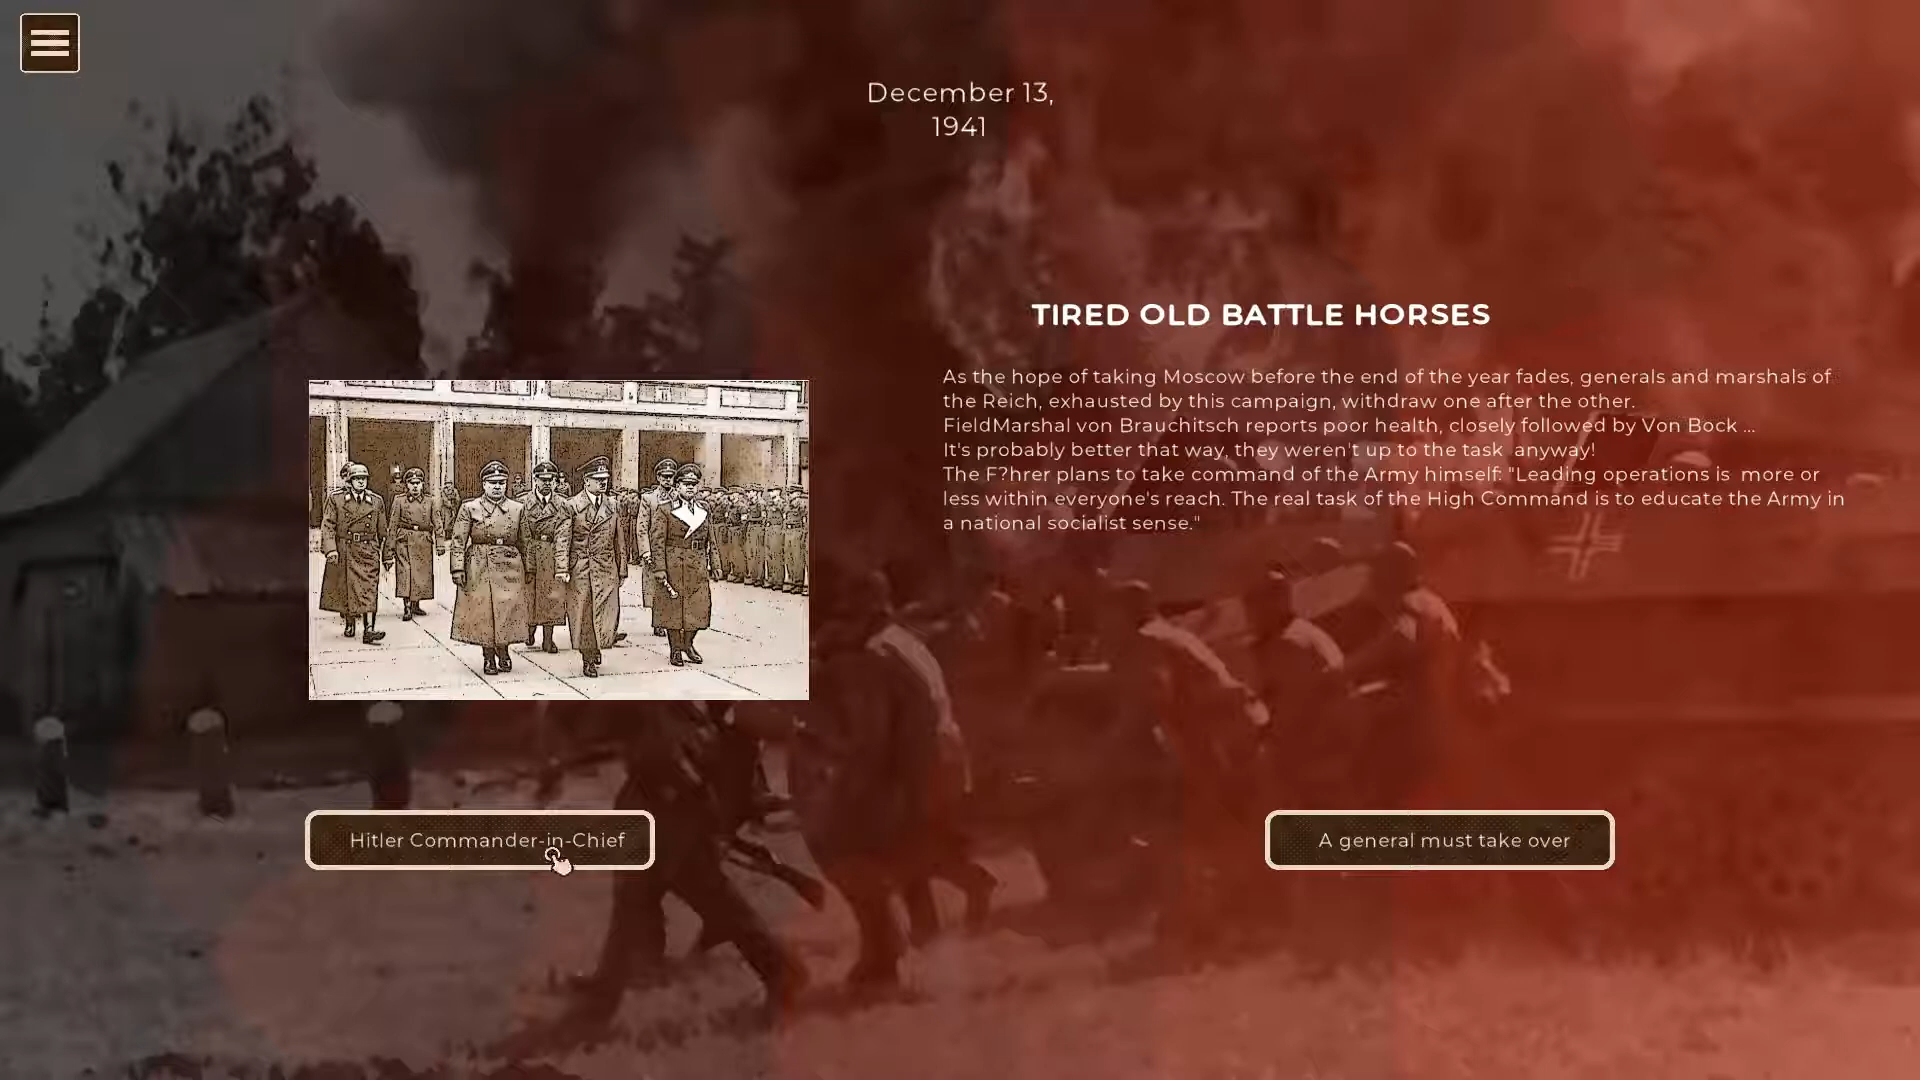 December 13,
1941
TIRED OLD BATTLE HORSES
As the hope of taking Moscow before the end of the year fades, generals and marshals of
the Reich, exhausted by this campaign, withdraw one after the other.
FieldMarshal von Brauchitsch reports poor health, closely followed by Von Bock ...
It's probably better that way, they weren't up to the task  anyway!
The F?hrer plans to take command of the Army himself: "Leading operations is  more or
less within everyone's reach. The real task of the High Command is to educate the Army in
a national socialist sense."
Hitler Commander-in-Chief
A general must take over